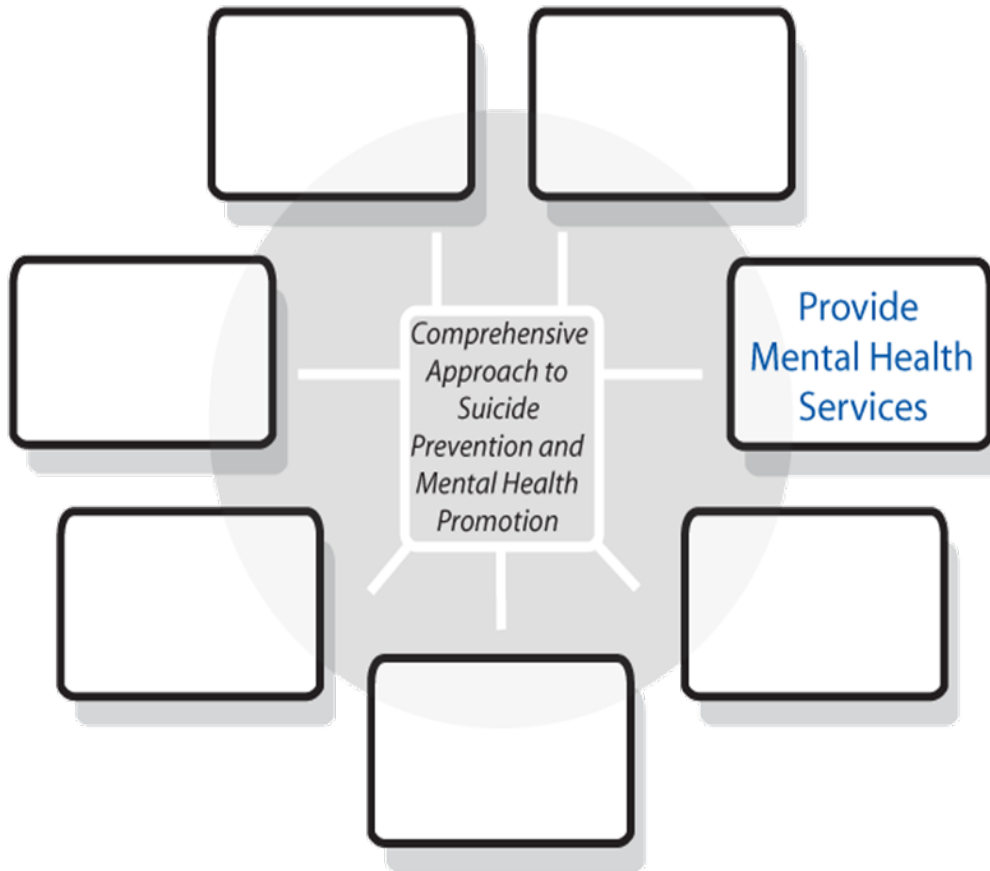 Comprehensive
Approach to
Suicide
Prevention and
Mental Health
Promotion
Provide
Mental Health
Services